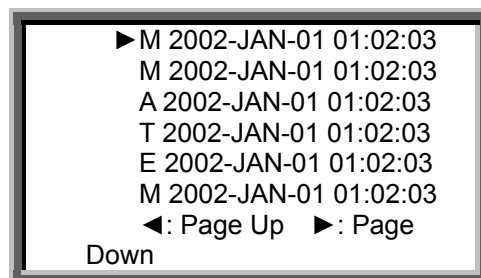 ►M 2002-JAN-01 01:02:03
M 2002-JAN-01 01:02:03
A 2002-JAN-01 01:02:03
T 2002-JAN-01 01:02:03
E 2002-JAN-01 01:02:03
M 2002-JAN-01 01:02:03
◄: Page Up ►: Page
Down